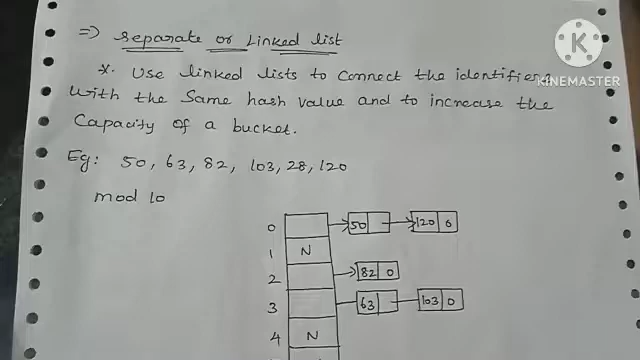 => separate or Linked list
*. Use linked lists to connect the identifiers
with the same hash value and to increase the
capacity of a bucket.
Eg: 50, 63, 82, 103, 28, 120
mod 10
0 50 120 0
1 N
2 82 0
3 63 103 0
4 N
K
KINEMASTER